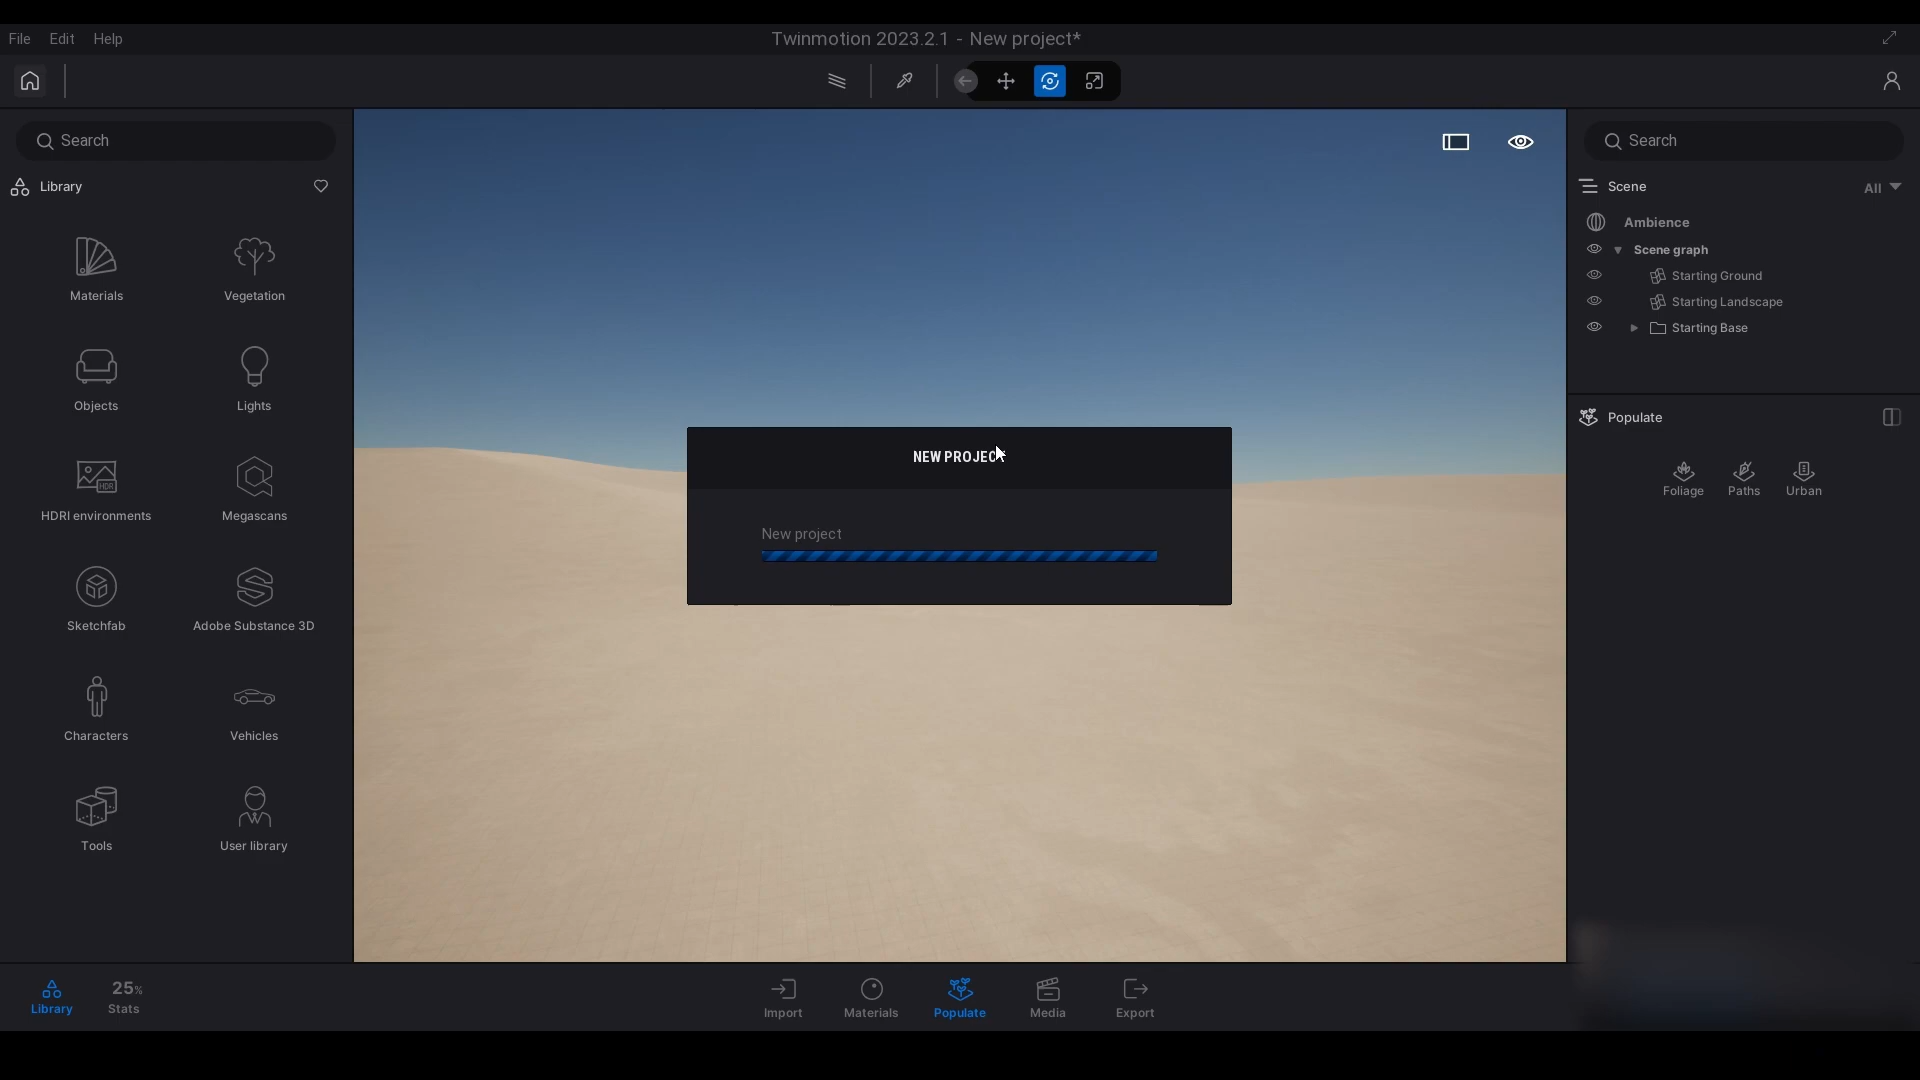 File Edit Help
Twinmotion 2023.2.1 - New project*
Search
Library
Materials
Vegetation
Objects
Lights
HDR
HDRI environments
Megascans
Sketchfab
Adobe Substance 3D
Characters
Vehicles
Tools
User library
NEW PROJECT
New project
Search
Scene
All
Ambience
Scene graph
Starting Ground
Starting Landscape
Starting Base
Populate
Foliage
Paths
Urban
Library
25%
Stats
Import
Materials
Populate
Media
Export